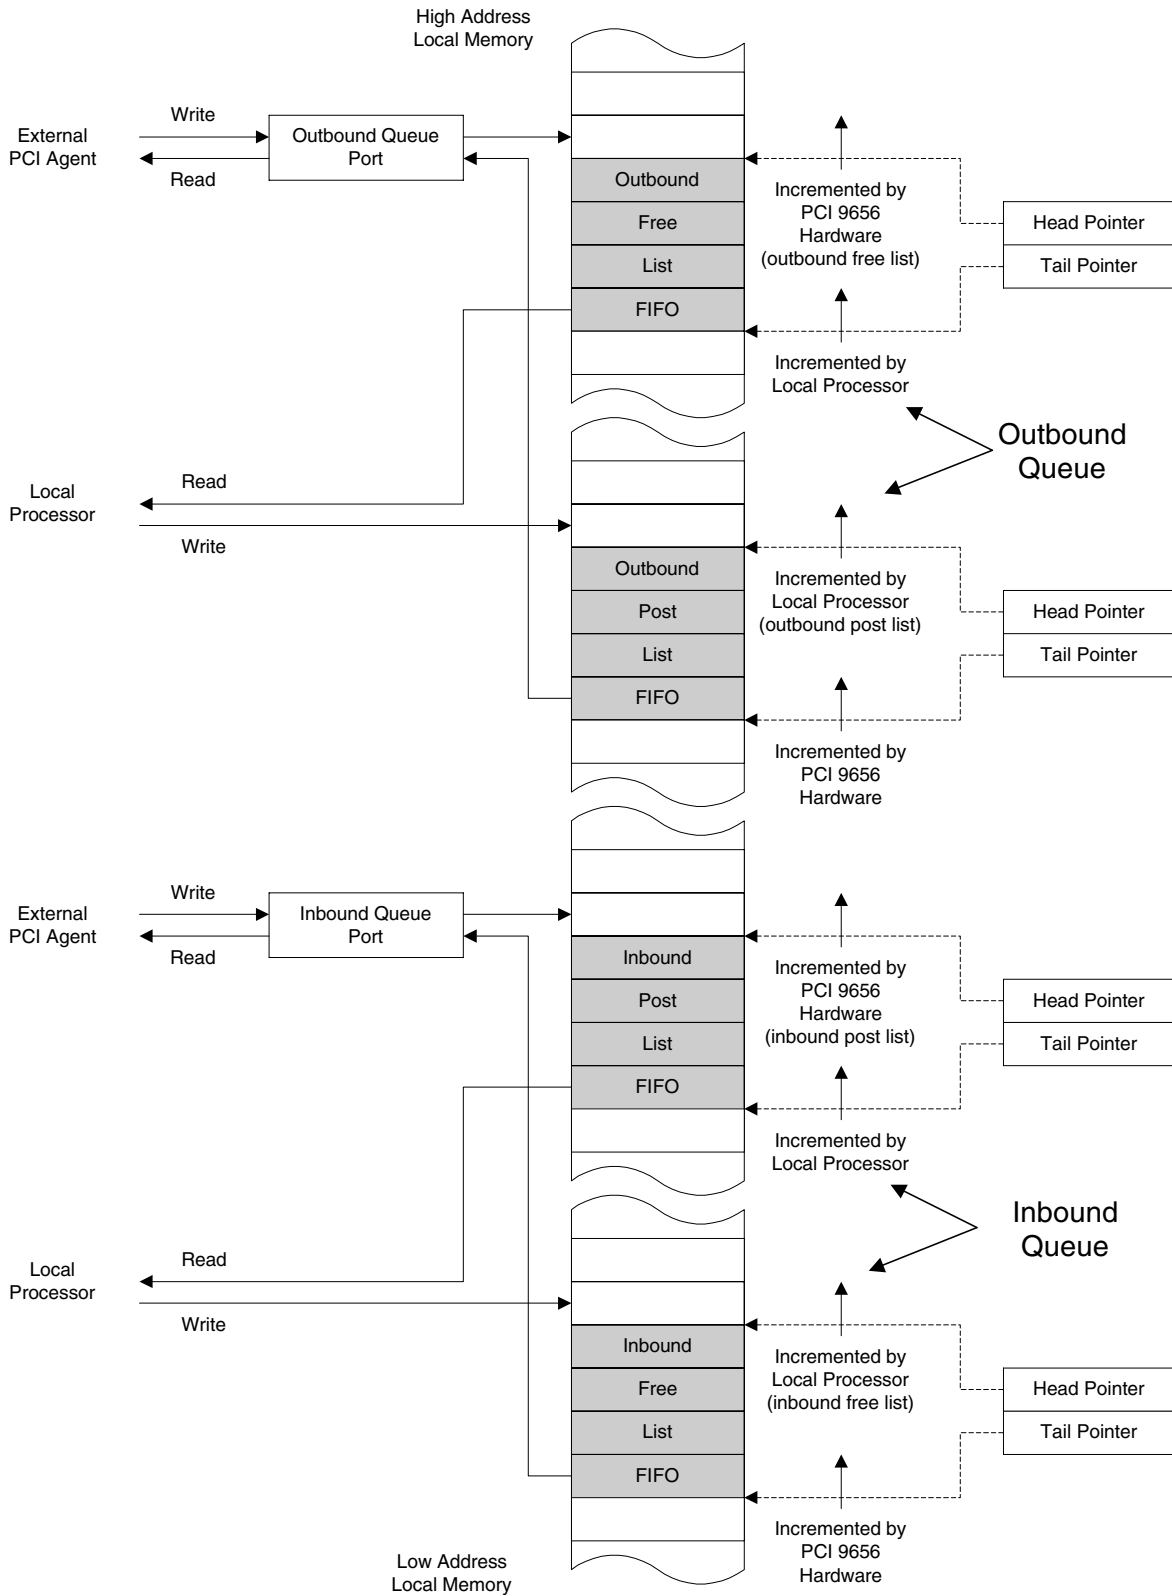 High Address
Local Memory
Write
External
PCI Agent
Outbound Queue
Port
Read
Outbound
Free
List
FIFO
Incremented by
PCI 9656
Hardware
(outbound free list)
Head Pointer
Tail Pointer
Incremented by
Local Processor
Outbound
Queue
Read
Local
Processor
Write
Outbound
Post
List
FIFO
Incremented by
Local Processor
(outbound post list)
Head Pointer
Tail Pointer
Incremented by
PCI 9656
Hardware
Write
External
PCI Agent
Inbound Queue
Port
Read
Inbound
Post
List
FIFO
Incremented by
PCI 9656
Hardware
(inbound post list)
Head Pointer
Tail Pointer
Incremented by
Local Processor
Inbound
Queue
Read
Local
Processor
Write
Inbound
Free
List
FIFO
Incremented by
Local Processor
(inbound free list)
Head Pointer
Tail Pointer
Incremented by
PCI 9656
Hardware
Low Address
Local Memory